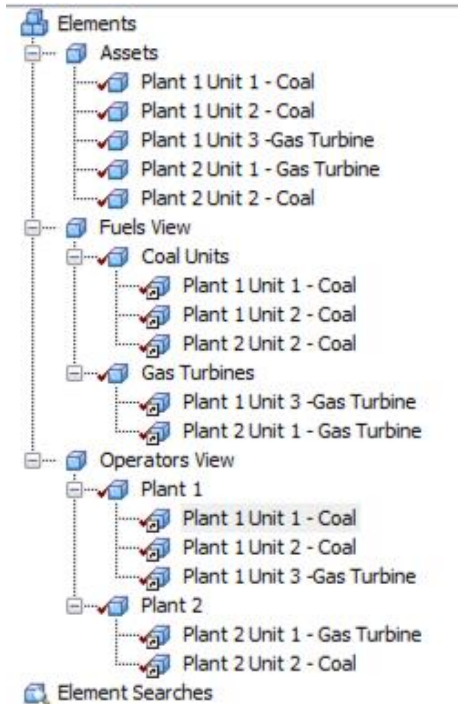 Elements
Assets
Plant 1 Unit 1 - Coal
Plant 1 Unit 2 - Coal
Plant 1 Unit 3 -Gas Turbine
Plant 2 Unit 1 - Gas Turbine
Plant 2 Unit 2 - Coal
Fuels View
Coal Units
Plant 1 Unit 1 - Coal
Plant 1 Unit 2 - Coal
Plant 2 Unit 2 - Coal
Gas Turbines
Plant 1 Unit 3 -Gas Turbine
Plant 2 Unit 1 - Gas Turbine
Operators View
Plant 1
Plant 1 Unit 1 - Coal
Plant 1 Unit 2 - Coal
Plant 1 Unit 3 -Gas Turbine
Plant 2
Plant 2 Unit 1 - Gas Turbine
Plant 2 Unit 2 - Coal
Element Searches